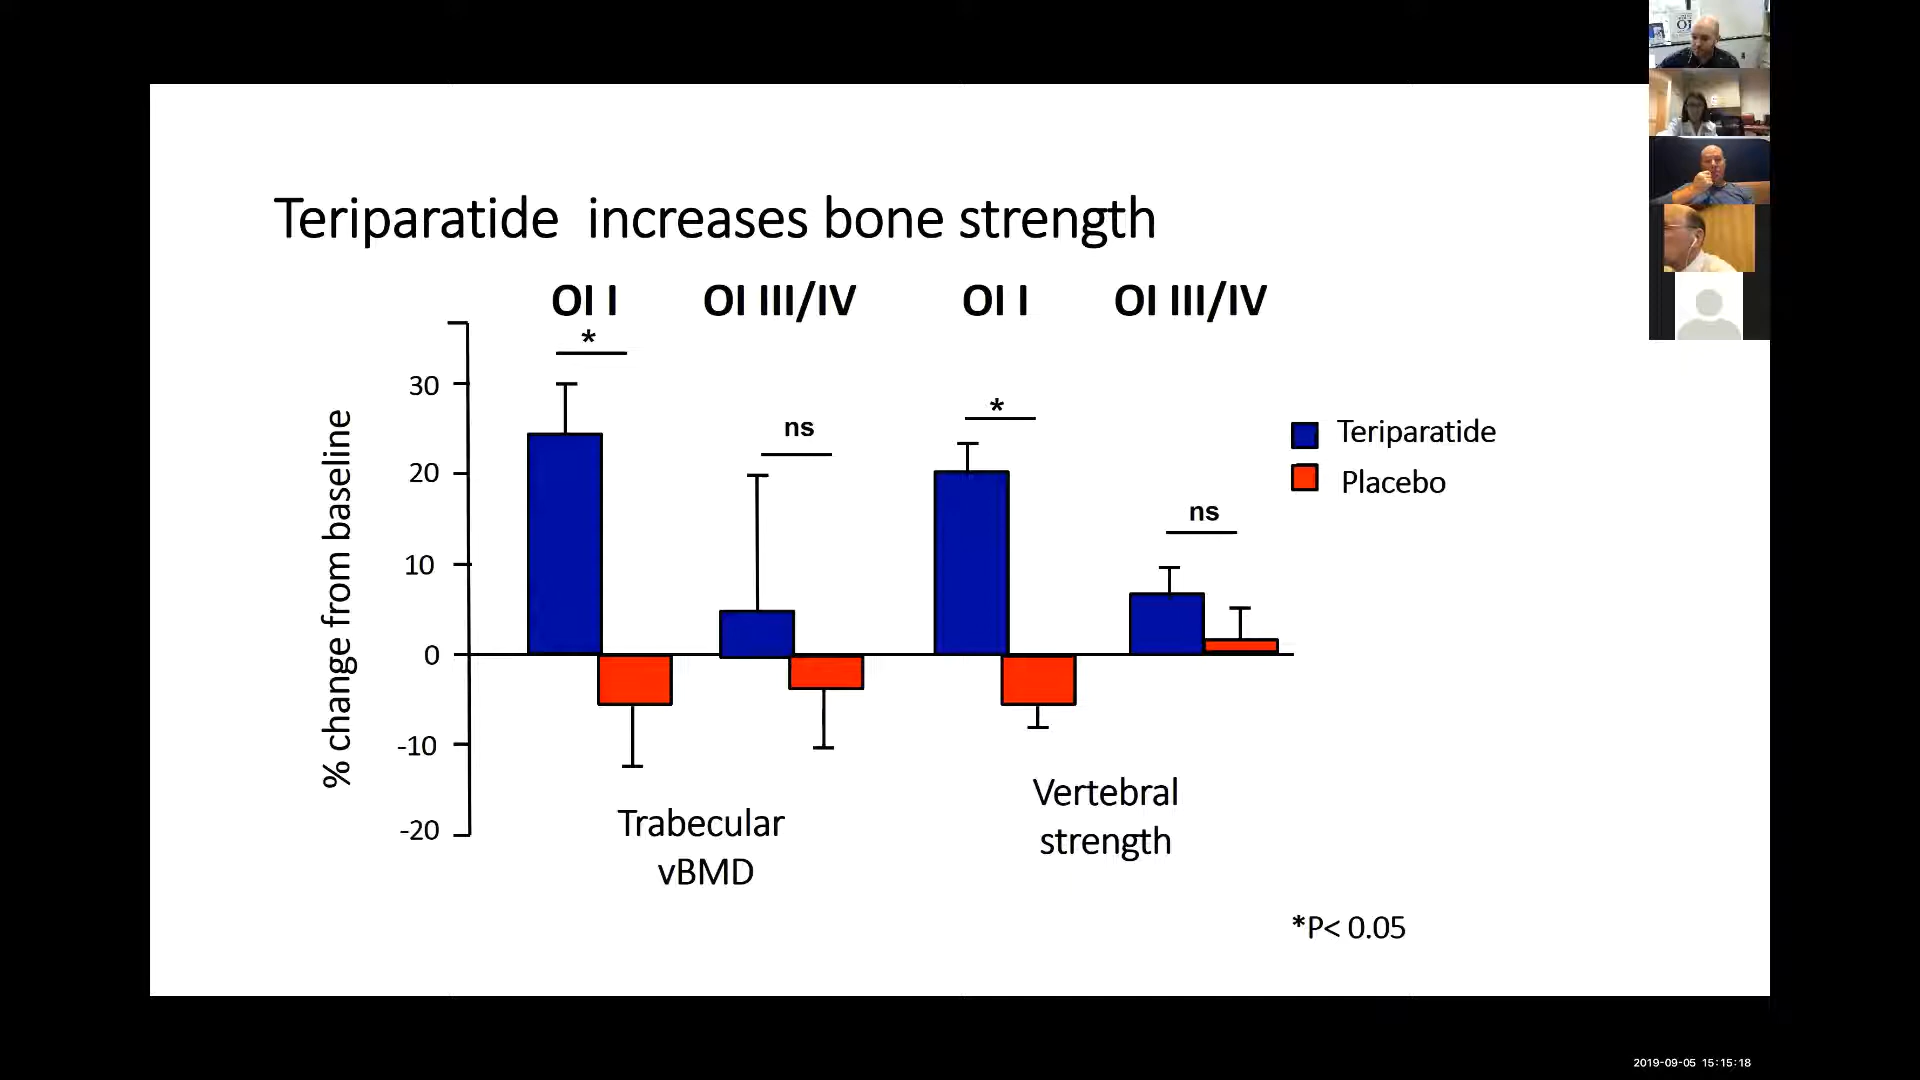 Teriparatide increases bone strength
OI I
OI III/IV
OI I
OI III/IV
*
ns
*
ns
30
20
10
0
-10
-20
% change from baseline
Teriparatide
Placebo
Trabecular
vBMD
Vertebral
strength
*P< 0.05
2019-09-05 15:15:18